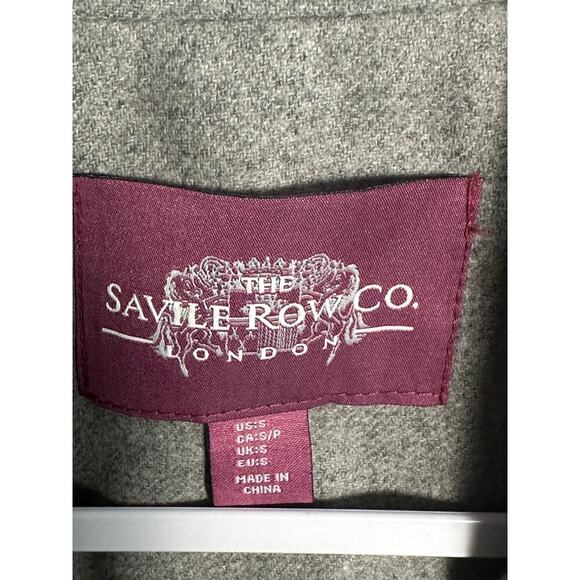 THE
SAVILE ROW CO.
LONDON
US:S
CA:S/P
UK:S
EU:S
MADE IN
CHINA